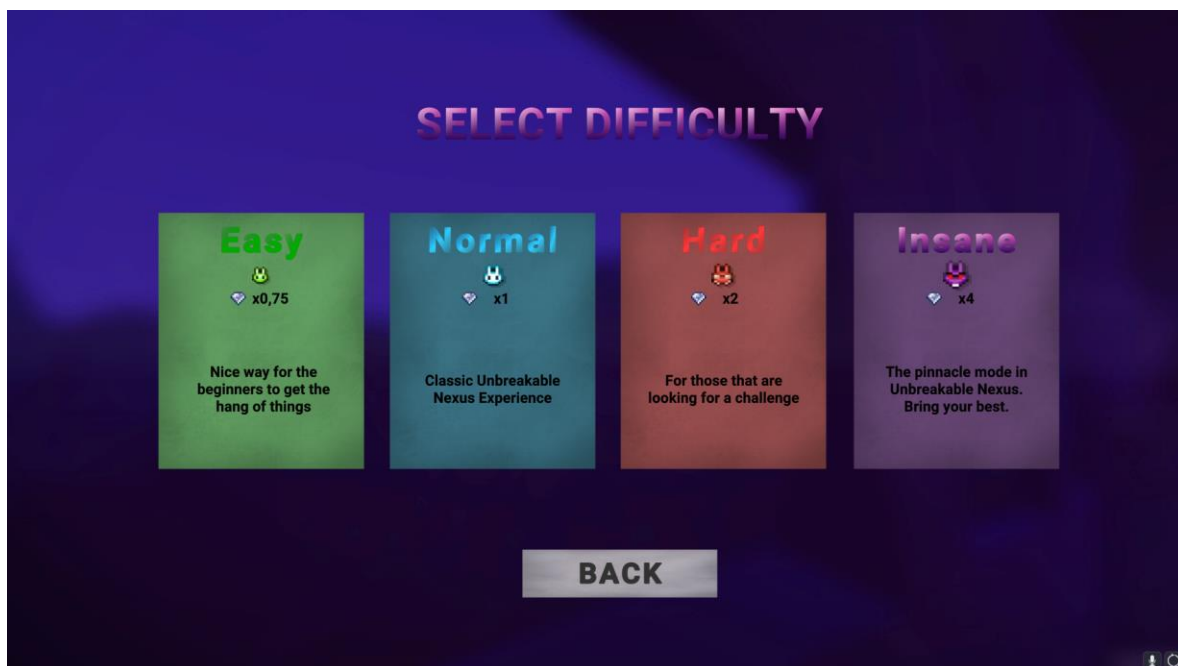 SELECT DIFFICULTY
Easy
x0,75
Nice way for the
beginners to get the
hang of things
Normal
x1
Classic Unbreakable
Nexus Experience
Hard
x2
For those that are
looking for a challenge
Insane
x4
The pinnacle mode in
Unbreakable Nexus.
Bring your best.
BACK